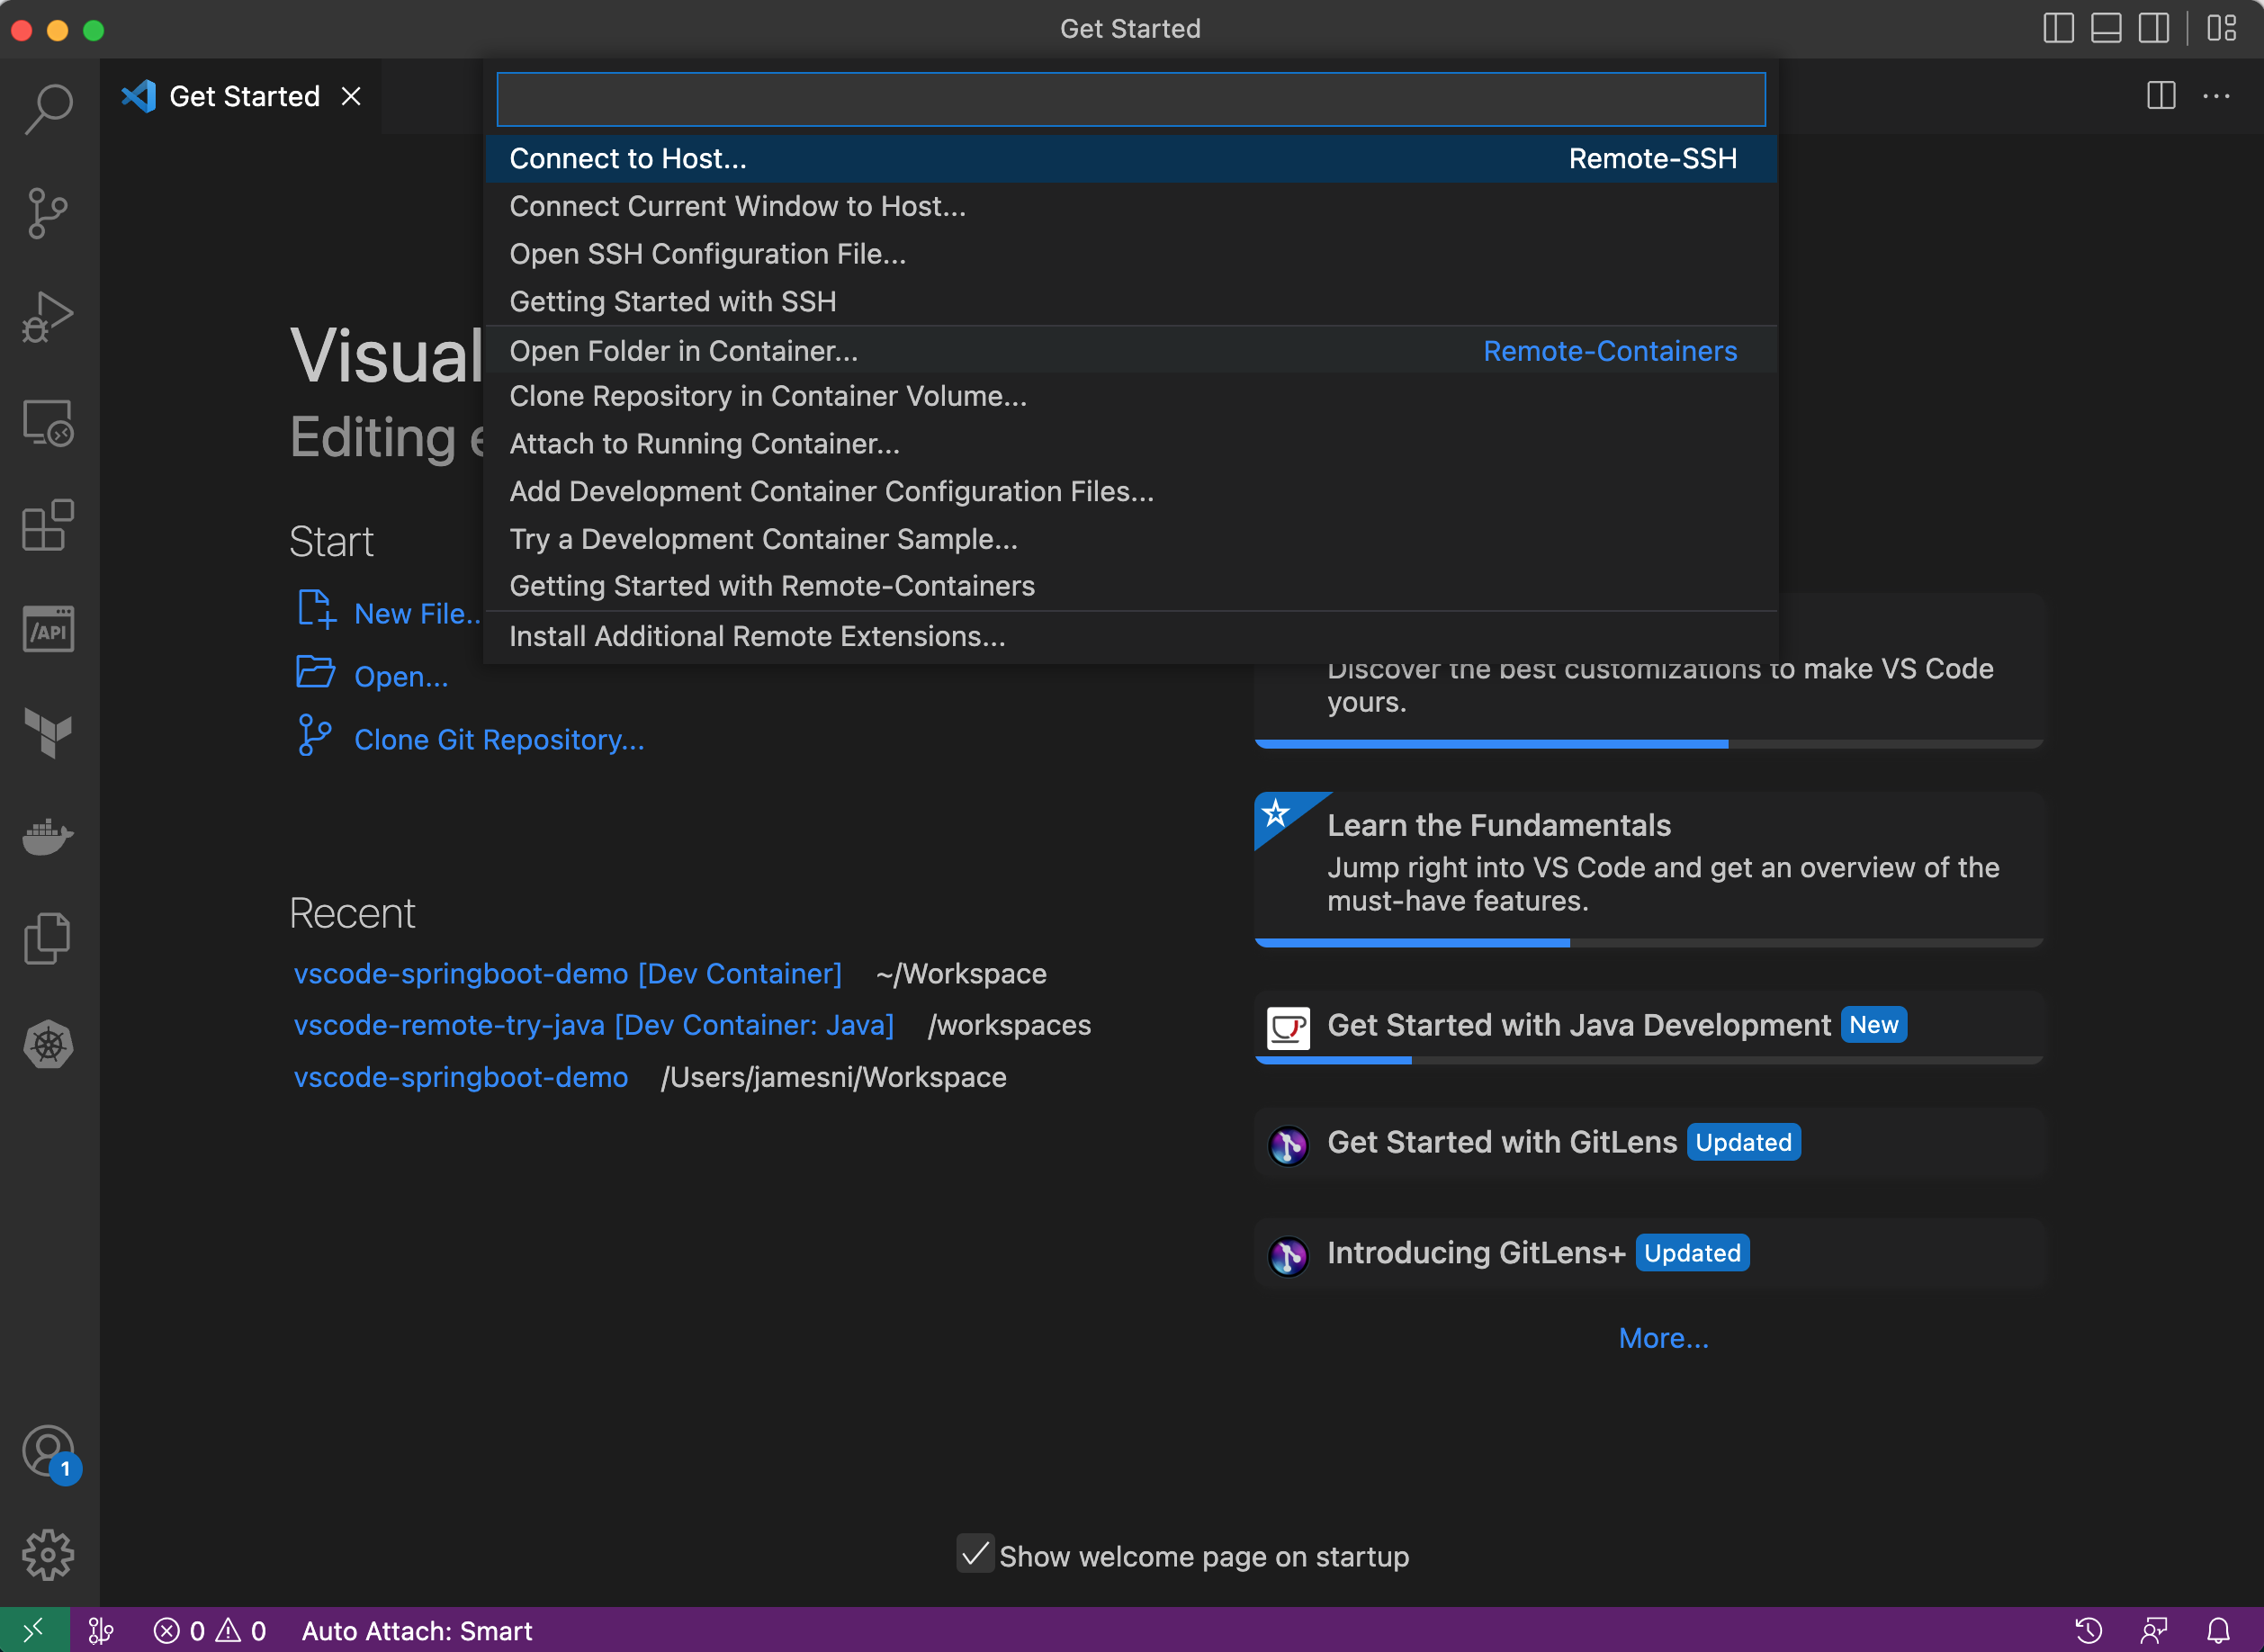 Get Started
Get Started
Connect to Host... Remote-SSH
Connect Current Window to Host...
Open SSH Configuration File...
Getting Started with SSH
Open Folder in Container... Remote-Containers
Clone Repository in Container Volume...
Attach to Running Container...
Add Development Container Configuration Files...
Try a Development Container Sample...
Getting Started with Remote-Containers
Install Additional Remote Extensions...
Visual
Editing
Start
New File..
Open...
Clone Git Repository...
Recent
vscode-springboot-demo [Dev Container] ~/Workspace
vscode-remote-try-java [Dev Container: Java] /workspaces
vscode-springboot-demo /Users/jamesni/Workspace
Discover the best customizations to make VS Code
yours.
Learn the Fundamentals
Jump right into VS Code and get an overview of the
must-have features.
Get Started with Java Development New
Get Started with GitLens Updated
Introducing GitLens+ Updated
More...
/API
1
Show welcome page on startup
0 0 Auto Attach: Smart